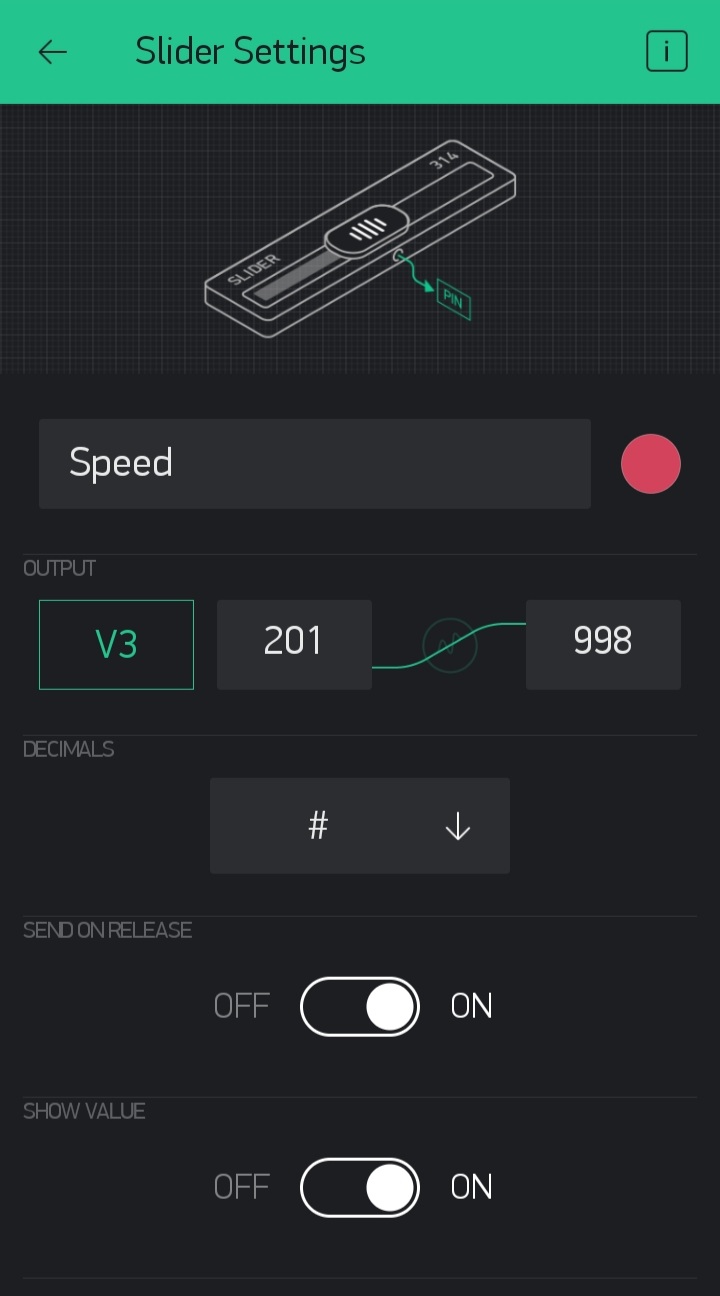 Slider Settings
i
314
SLIDER
PIN
Speed
OUTPUT
V3 201 998
DECIMALS
#
SEND ON RELEASE
OFF ON
SHOW VALUE
OFF ON